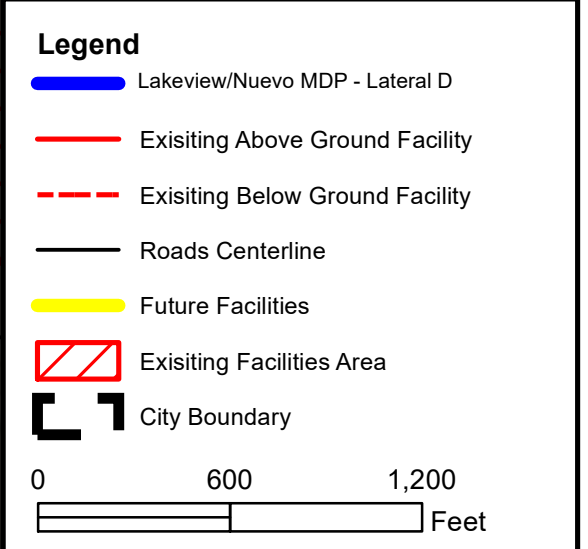 Legend
Lakeview/Nuevo MDP - Lateral D
Exisiting Above Ground Facility
Exisiting Below Ground Facility
Roads Centerline
Future Facilities
Exisiting Facilities Area
City Boundary
0 600 1,200
Feet